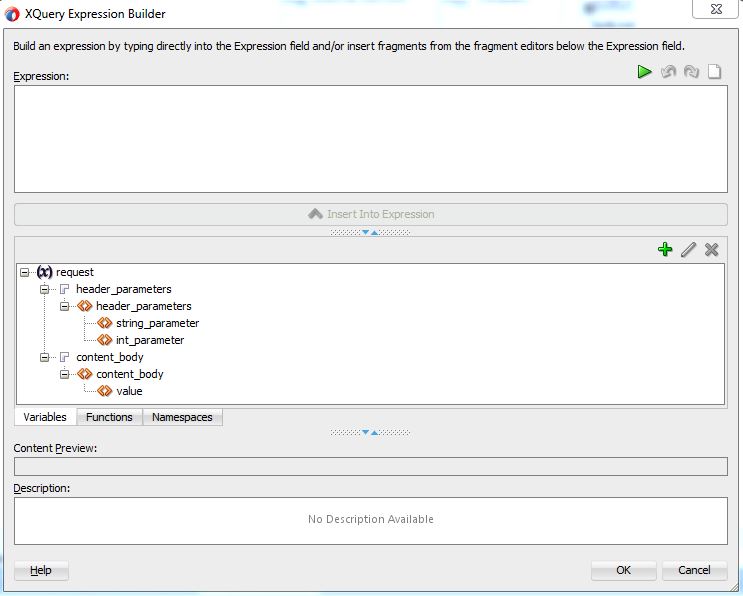 XQuery Expression Builder
Build an expression by typing directly into the Expression field and/or insert fragments from the fragment editors below the Expression field.
Expression:
Insert Into Expression
(x) request
header_parameters
header_parameters
string_parameter
int_parameter
content_body
content_body
value
Variables Functions Namespaces
Content Preview:
Description:
No Description Available
Help OK Cancel